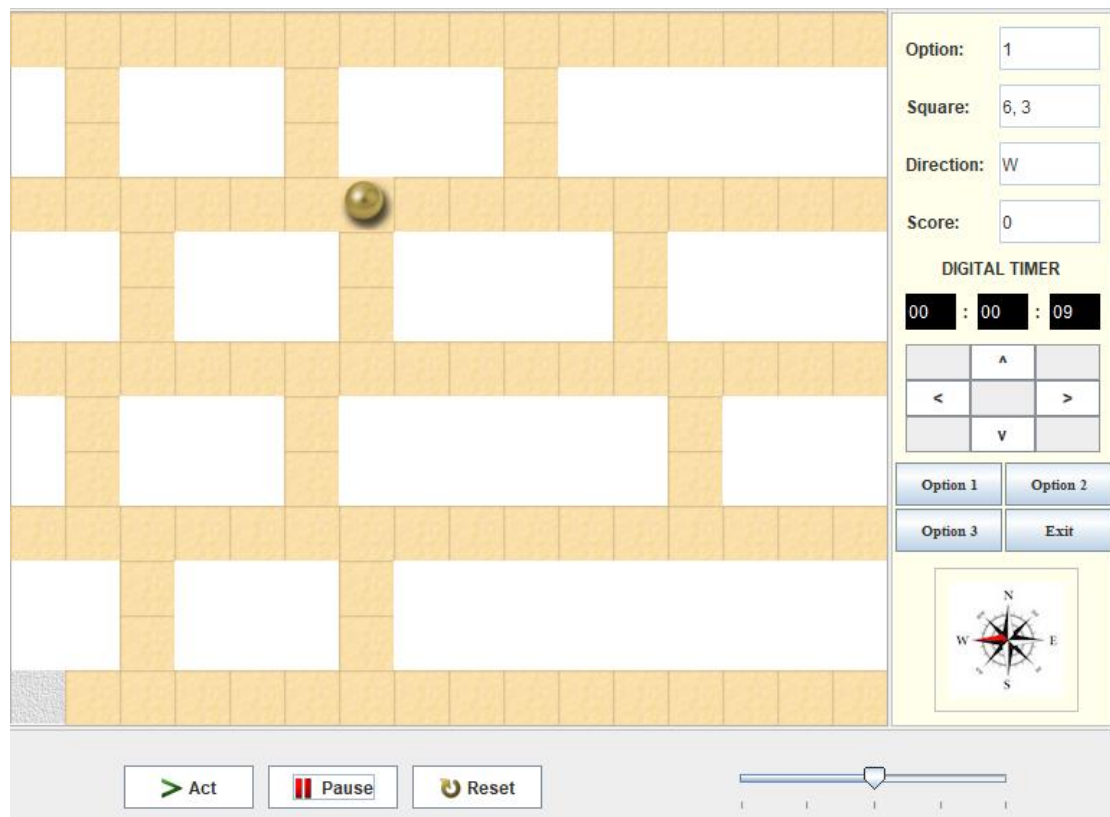 Option: 1
Square: 6, 3
Direction: W
Score: 0
DIGITAL TIMER
00 : 00 : 09
^
< >
v
Option 1 Option 2
Option 3 Exit
N
W E
S
Act Pause Reset